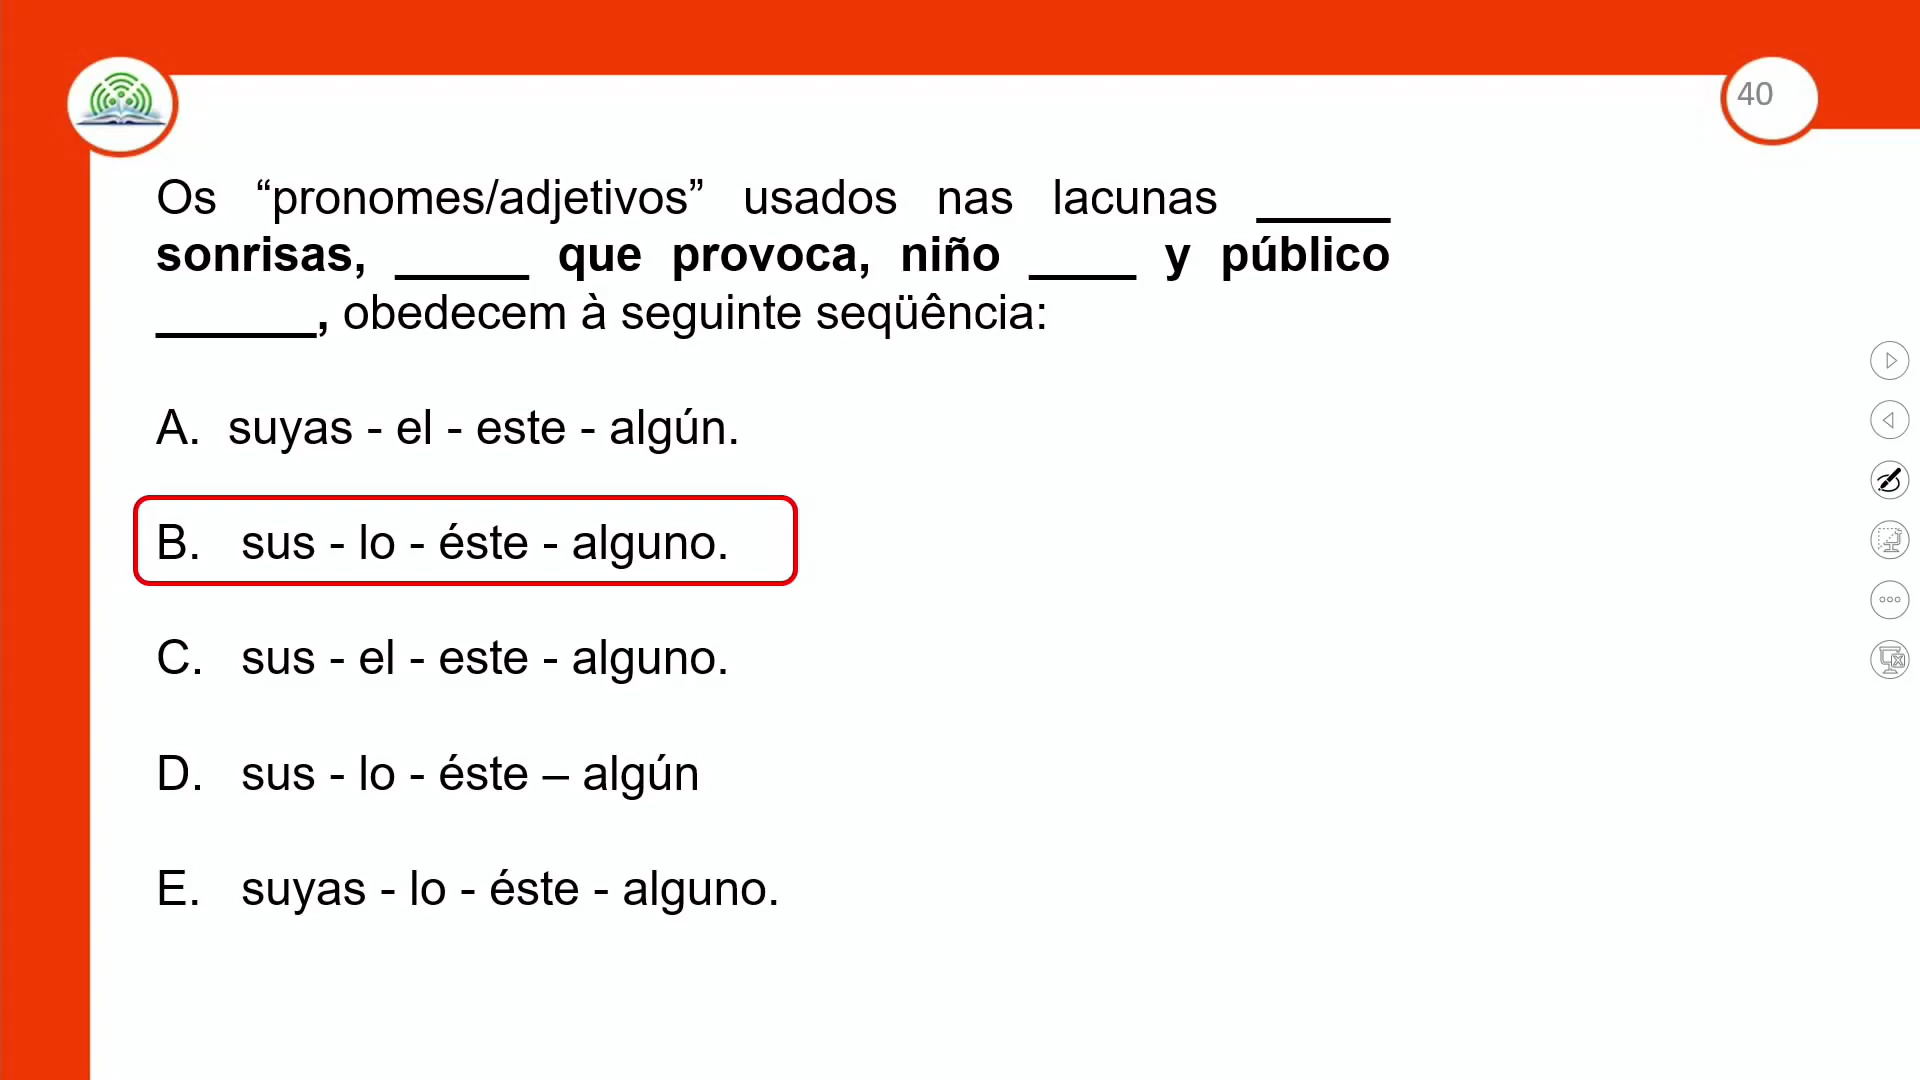 40
Os “pronomes/adjetivos” usados nas lacunas _____
sonrisas, _____ que provoca, niño ____ y público
______, obedecem à seguinte seqüência:
A. suyas - el - este - algún.
B. sus - lo - éste - alguno.
C. sus - el - este - alguno.
D. sus - lo - éste – algún
E. suyas - lo - éste - alguno.